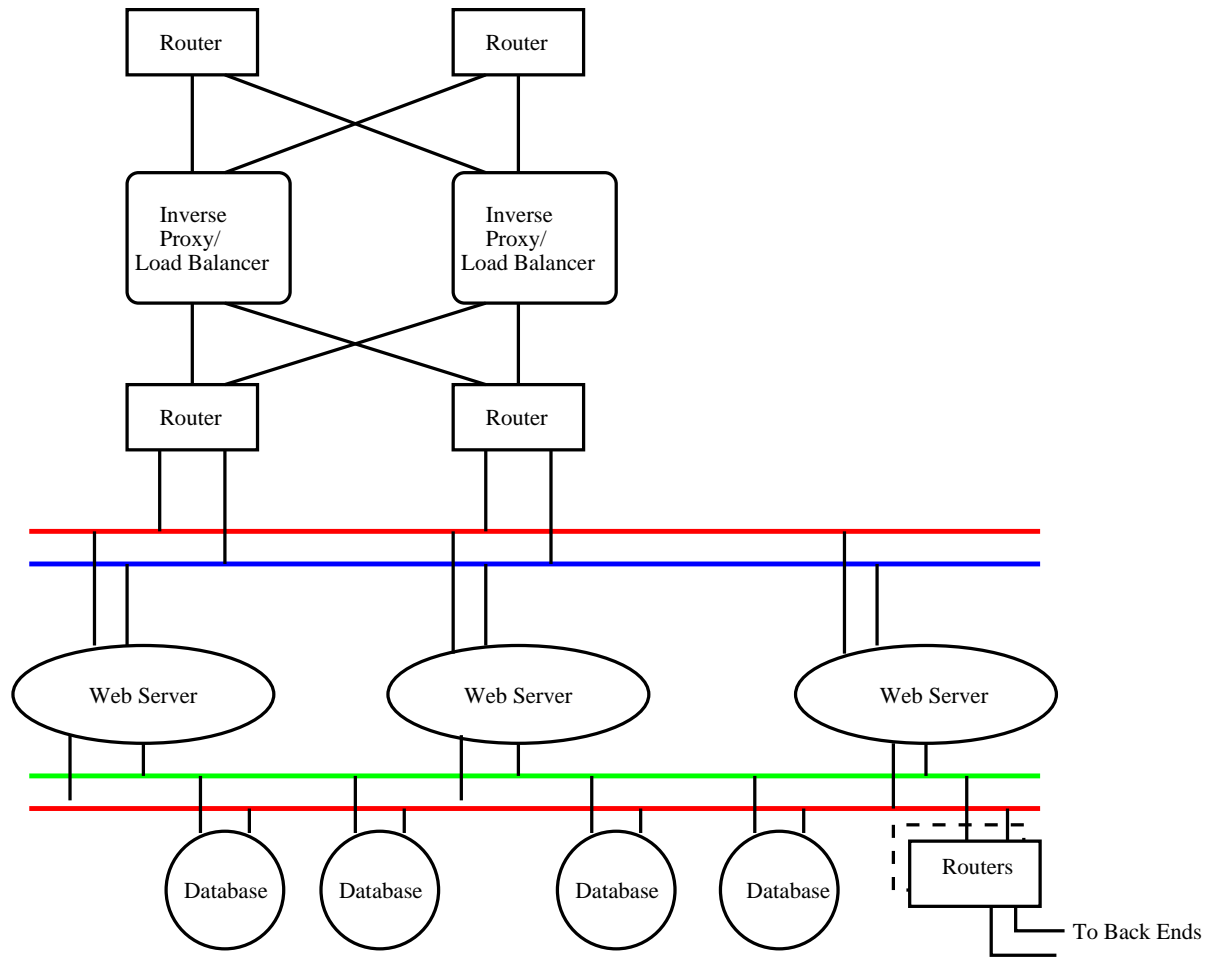 Router
Router
Inverse
Proxy/
Load Balancer
Inverse
Proxy/
Load Balancer
Router
Router
Web Server
Web Server
Web Server
Database
Database
Database
Database
Routers
To Back Ends